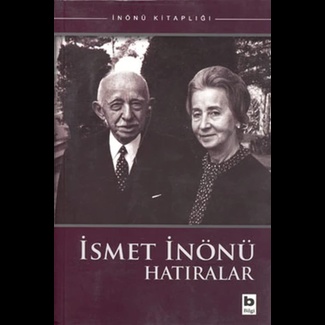 İNÖNÜ KİTAPLIĞI
İSMET İNÖNÜ
HATIRALAR
b
Bilgi